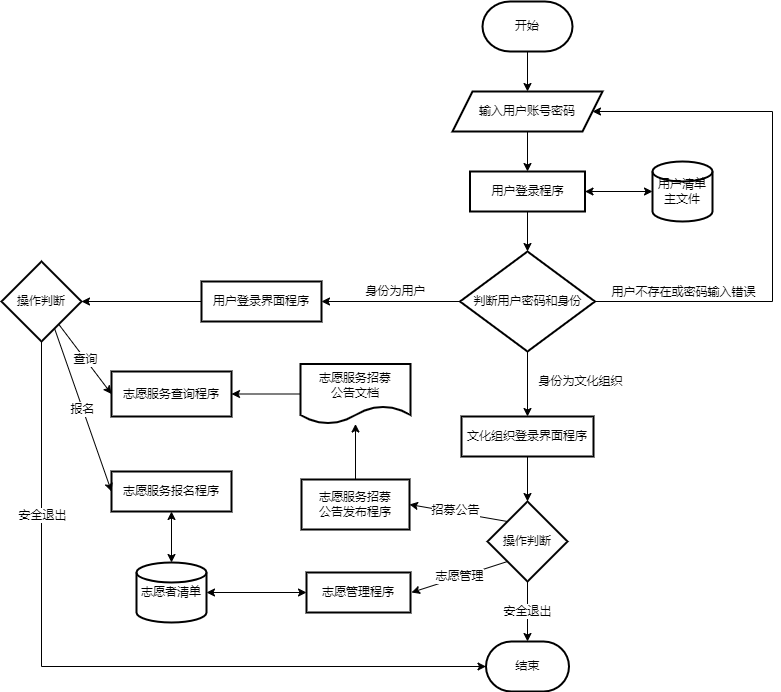 开始
输入用户账号密码
用户登录程序
用户清单
主文件
判断用户密码和身份
用户不存在或密码输入错误
身份为用户
用户登录界面程序
操作判断
查询
报名
志愿服务查询程序
志愿服务招募
公告文档
身份为文化组织
文化组织登录界面程序
志愿服务报名程序
志愿服务招募
公告发布程序
招募公告
操作判断
安全退出
志愿者清单
志愿管理程序
志愿管理
安全退出
结束